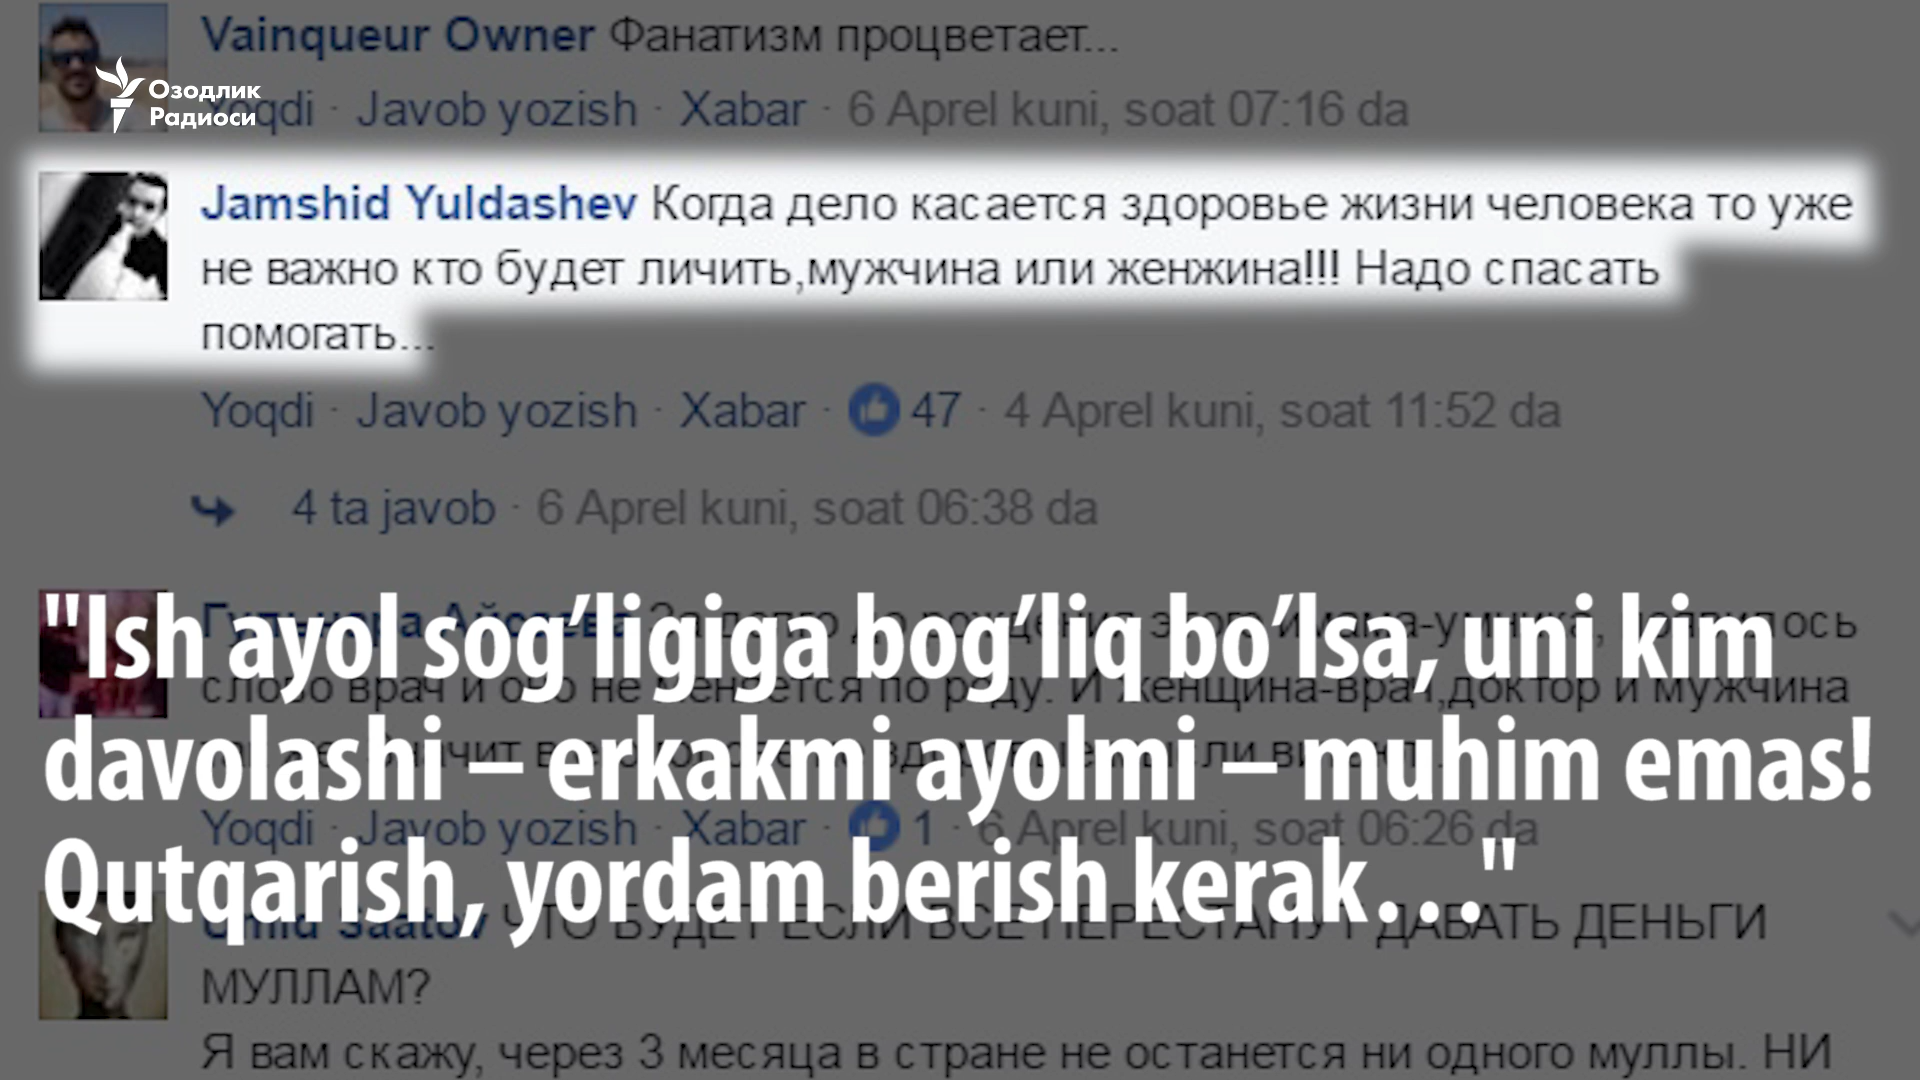 Vainqueur Owner Фанатизм процветает...
Озодлик
Радиоси
Yoqdi · Javob yozish · Xabar · 6 Aprel kuni, soat 07:16 da
Jamshid Yuldashev Когда дело касается здоровье жизни человека то уже
не важно кто будет личить,мужчина или женжина!!! Надо спасать
помогать...
Yoqdi · Javob yozish · Xabar · 47 · 4 Aprel kuni, soat 11:52 da
4 ta javob · 6 Aprel kuni, soat 06:38 da
"Ish ayol sog’ligiga bog’liq bo’lsa, uni kim
davolashi – erkakmi ayolmi – muhim emas!
Qutqarish, yordam berish kerak…"
слово врач и оно не меняется по роду. И женщина-врач,доктор и мужчина
Yoqdi · Javob yozish · Xabar · 1 · 6 Aprel kuni, soat 06:26 da
Umid Saatov ЧТО БУДЕТ ЕСЛИ ВСЕ ПЕРЕСТАНУТ ДАВАТЬ ДЕНЬГИ
МУЛЛАМ?
Я вам скажу, через 3 месяца в стране не останется ни одного муллы. НИ